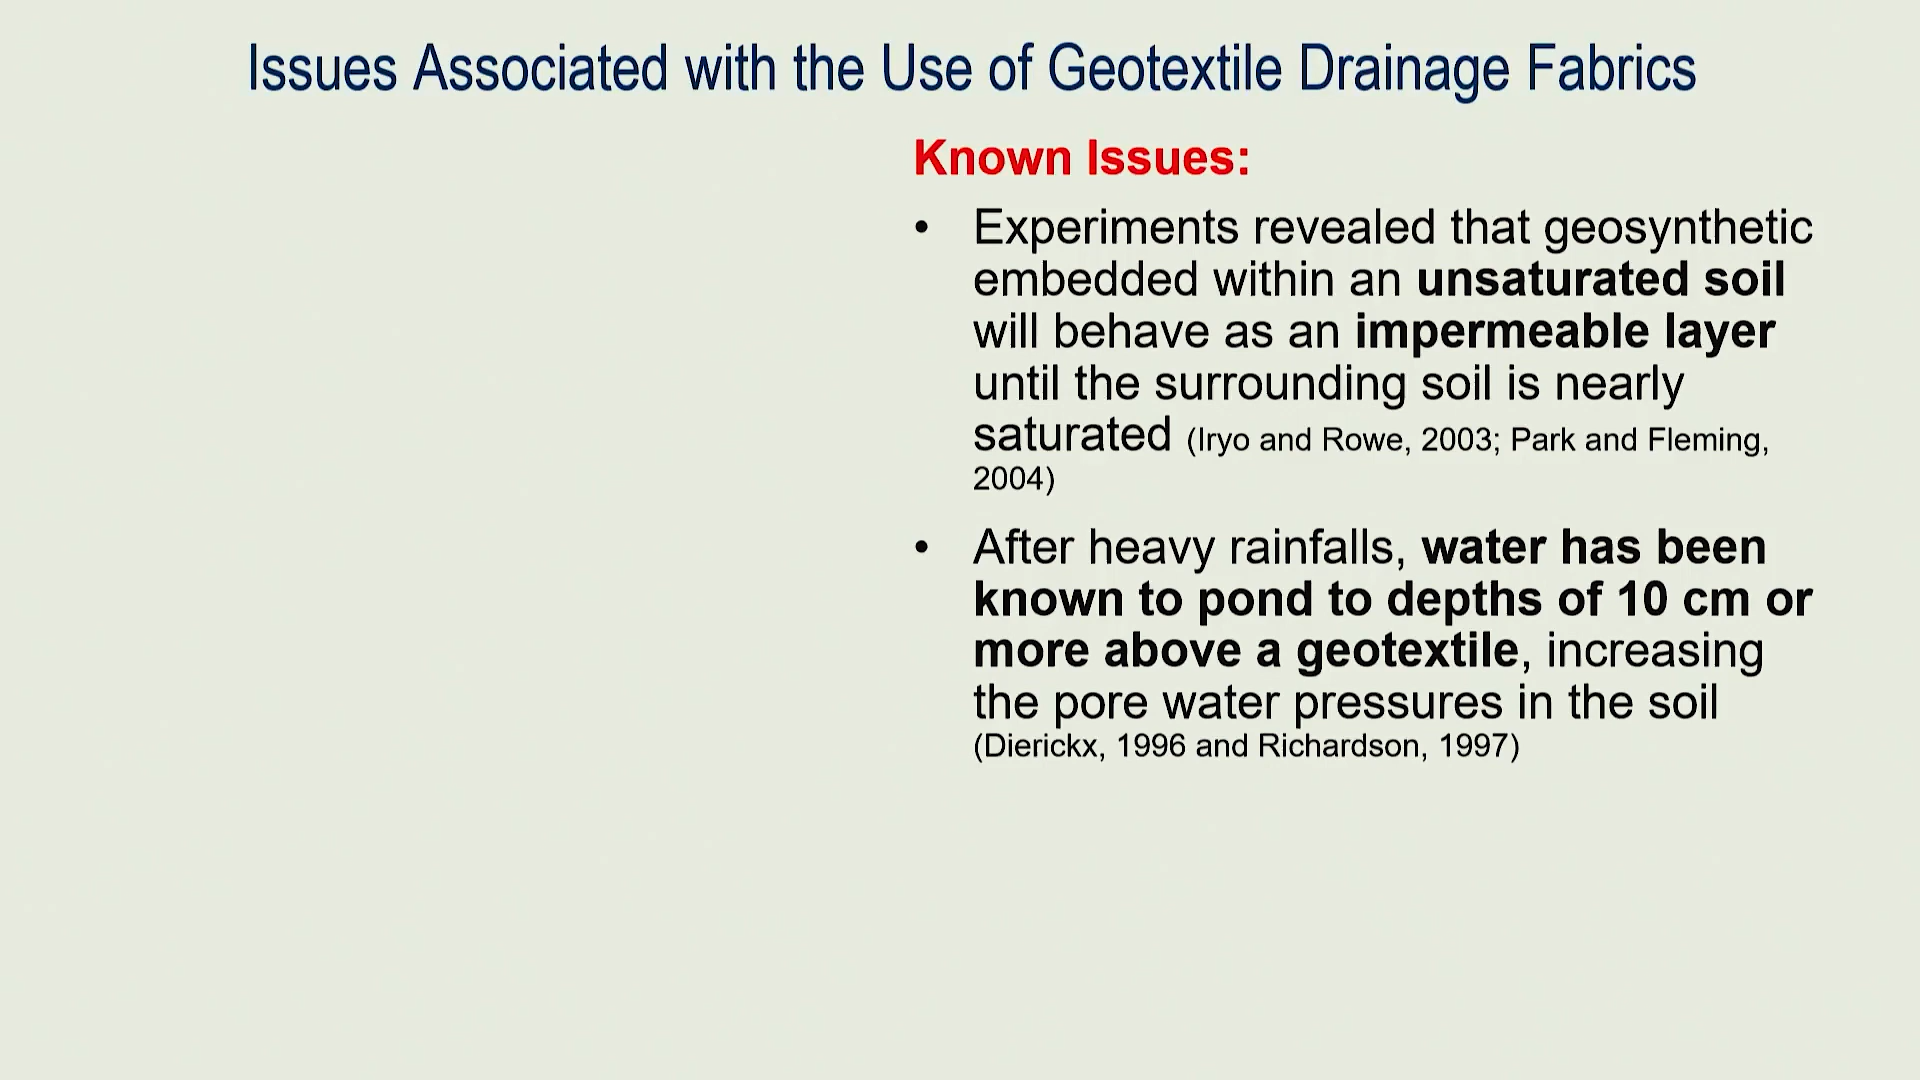 Issues Associated with the Use of Geotextile Drainage Fabrics
Known Issues:
• Experiments revealed that geosynthetic
embedded within an unsaturated soil
will behave as an impermeable layer
until the surrounding soil is nearly
saturated (Iryo and Rowe, 2003; Park and Fleming,
2004)
• After heavy rainfalls, water has been
known to pond to depths of 10 cm or
more above a geotextile, increasing
the pore water pressures in the soil
(Dierickx, 1996 and Richardson, 1997)